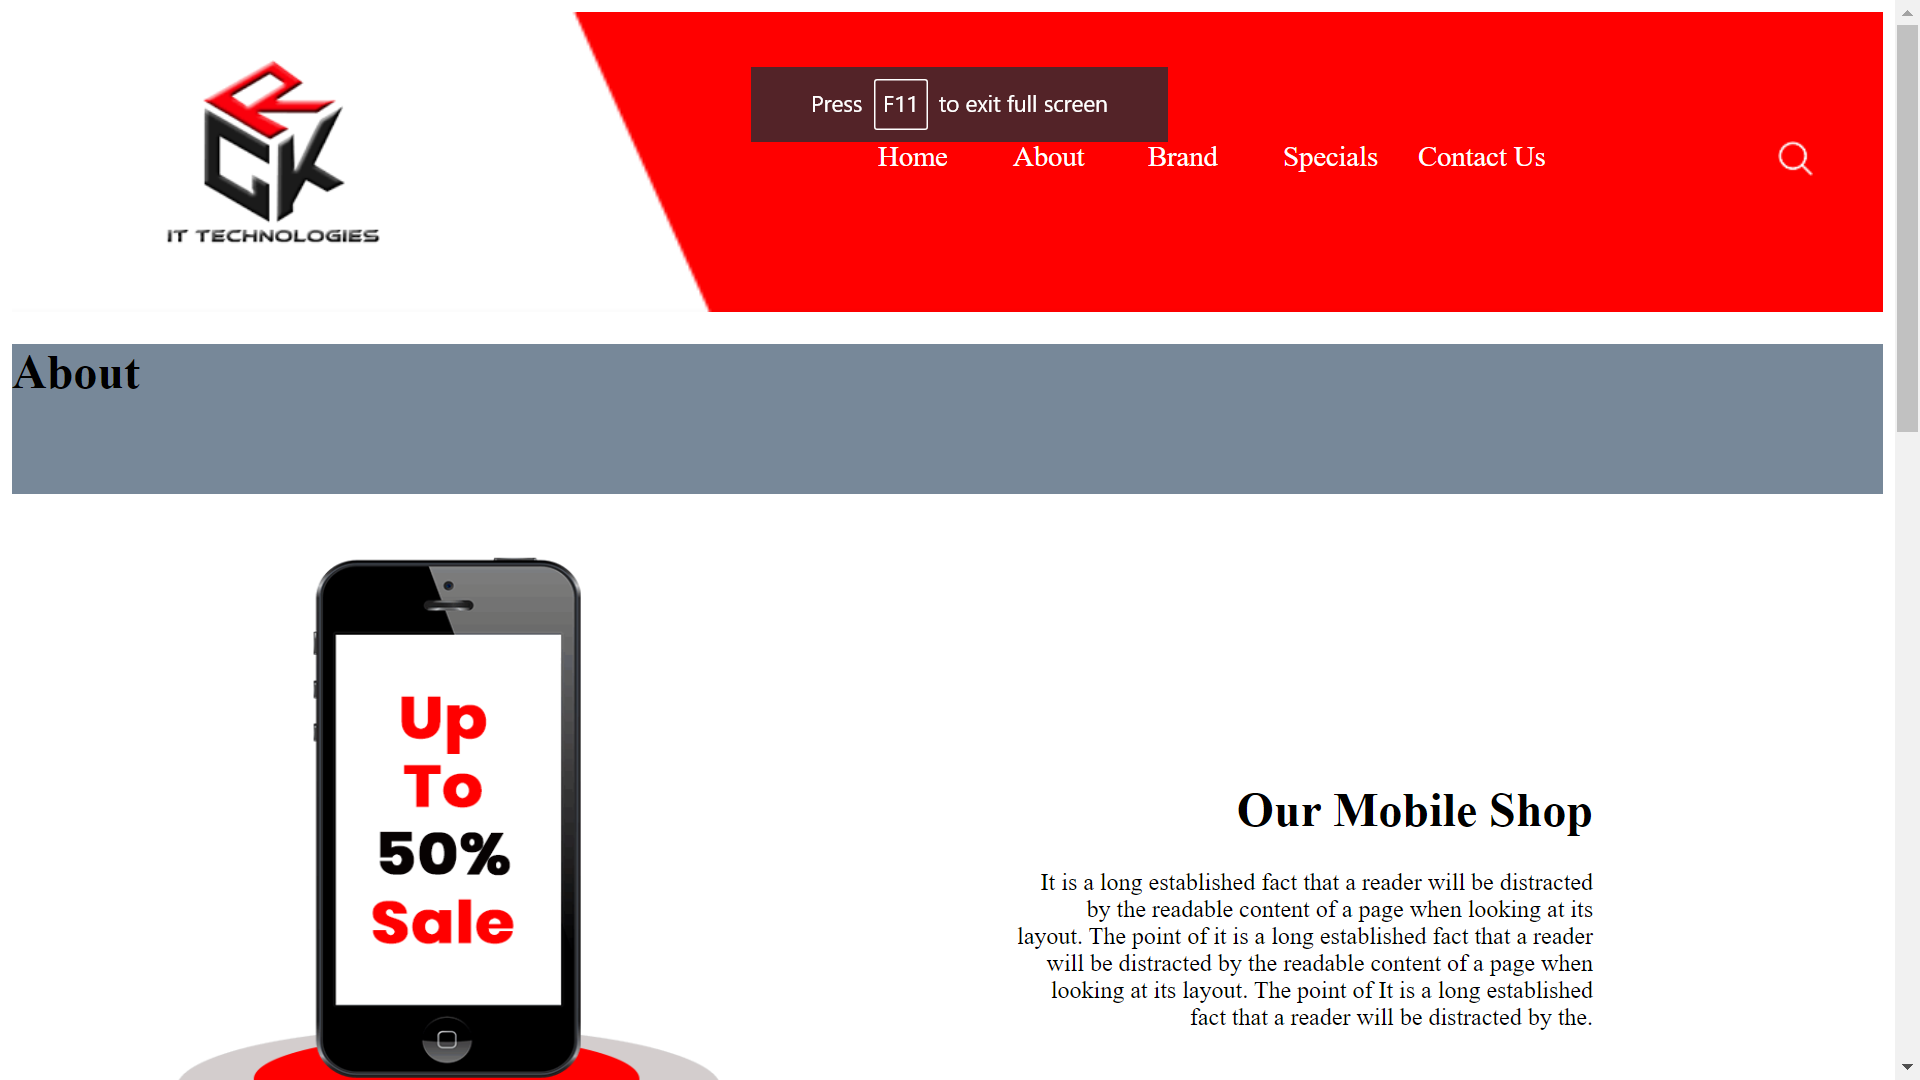 RGK
IT TECHNOLOGIES
Press F11 to exit full screen
Home About Brand Specials Contact Us
About
Up
To
50%
Sale
Our Mobile Shop
It is a long established fact that a reader will be distracted
by the readable content of a page when looking at its
layout. The point of it is a long established fact that a reader
will be distracted by the readable content of a page when
looking at its layout. The point of It is a long established
fact that a reader will be distracted by the.